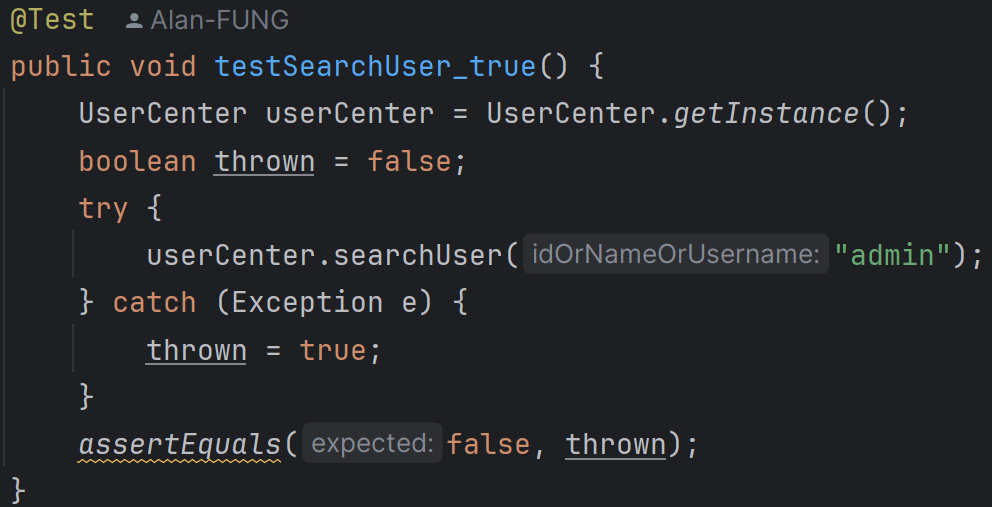 @Test Alan-FUNG
public void testSearchUser_true() {
UserCenter userCenter = UserCenter.getInstance();
boolean thrown = false;
try {
userCenter.searchUser( idOrNameOrUsername: "admin");
} catch (Exception e) {
thrown = true;
}
assertEquals( expected: false, thrown);
}